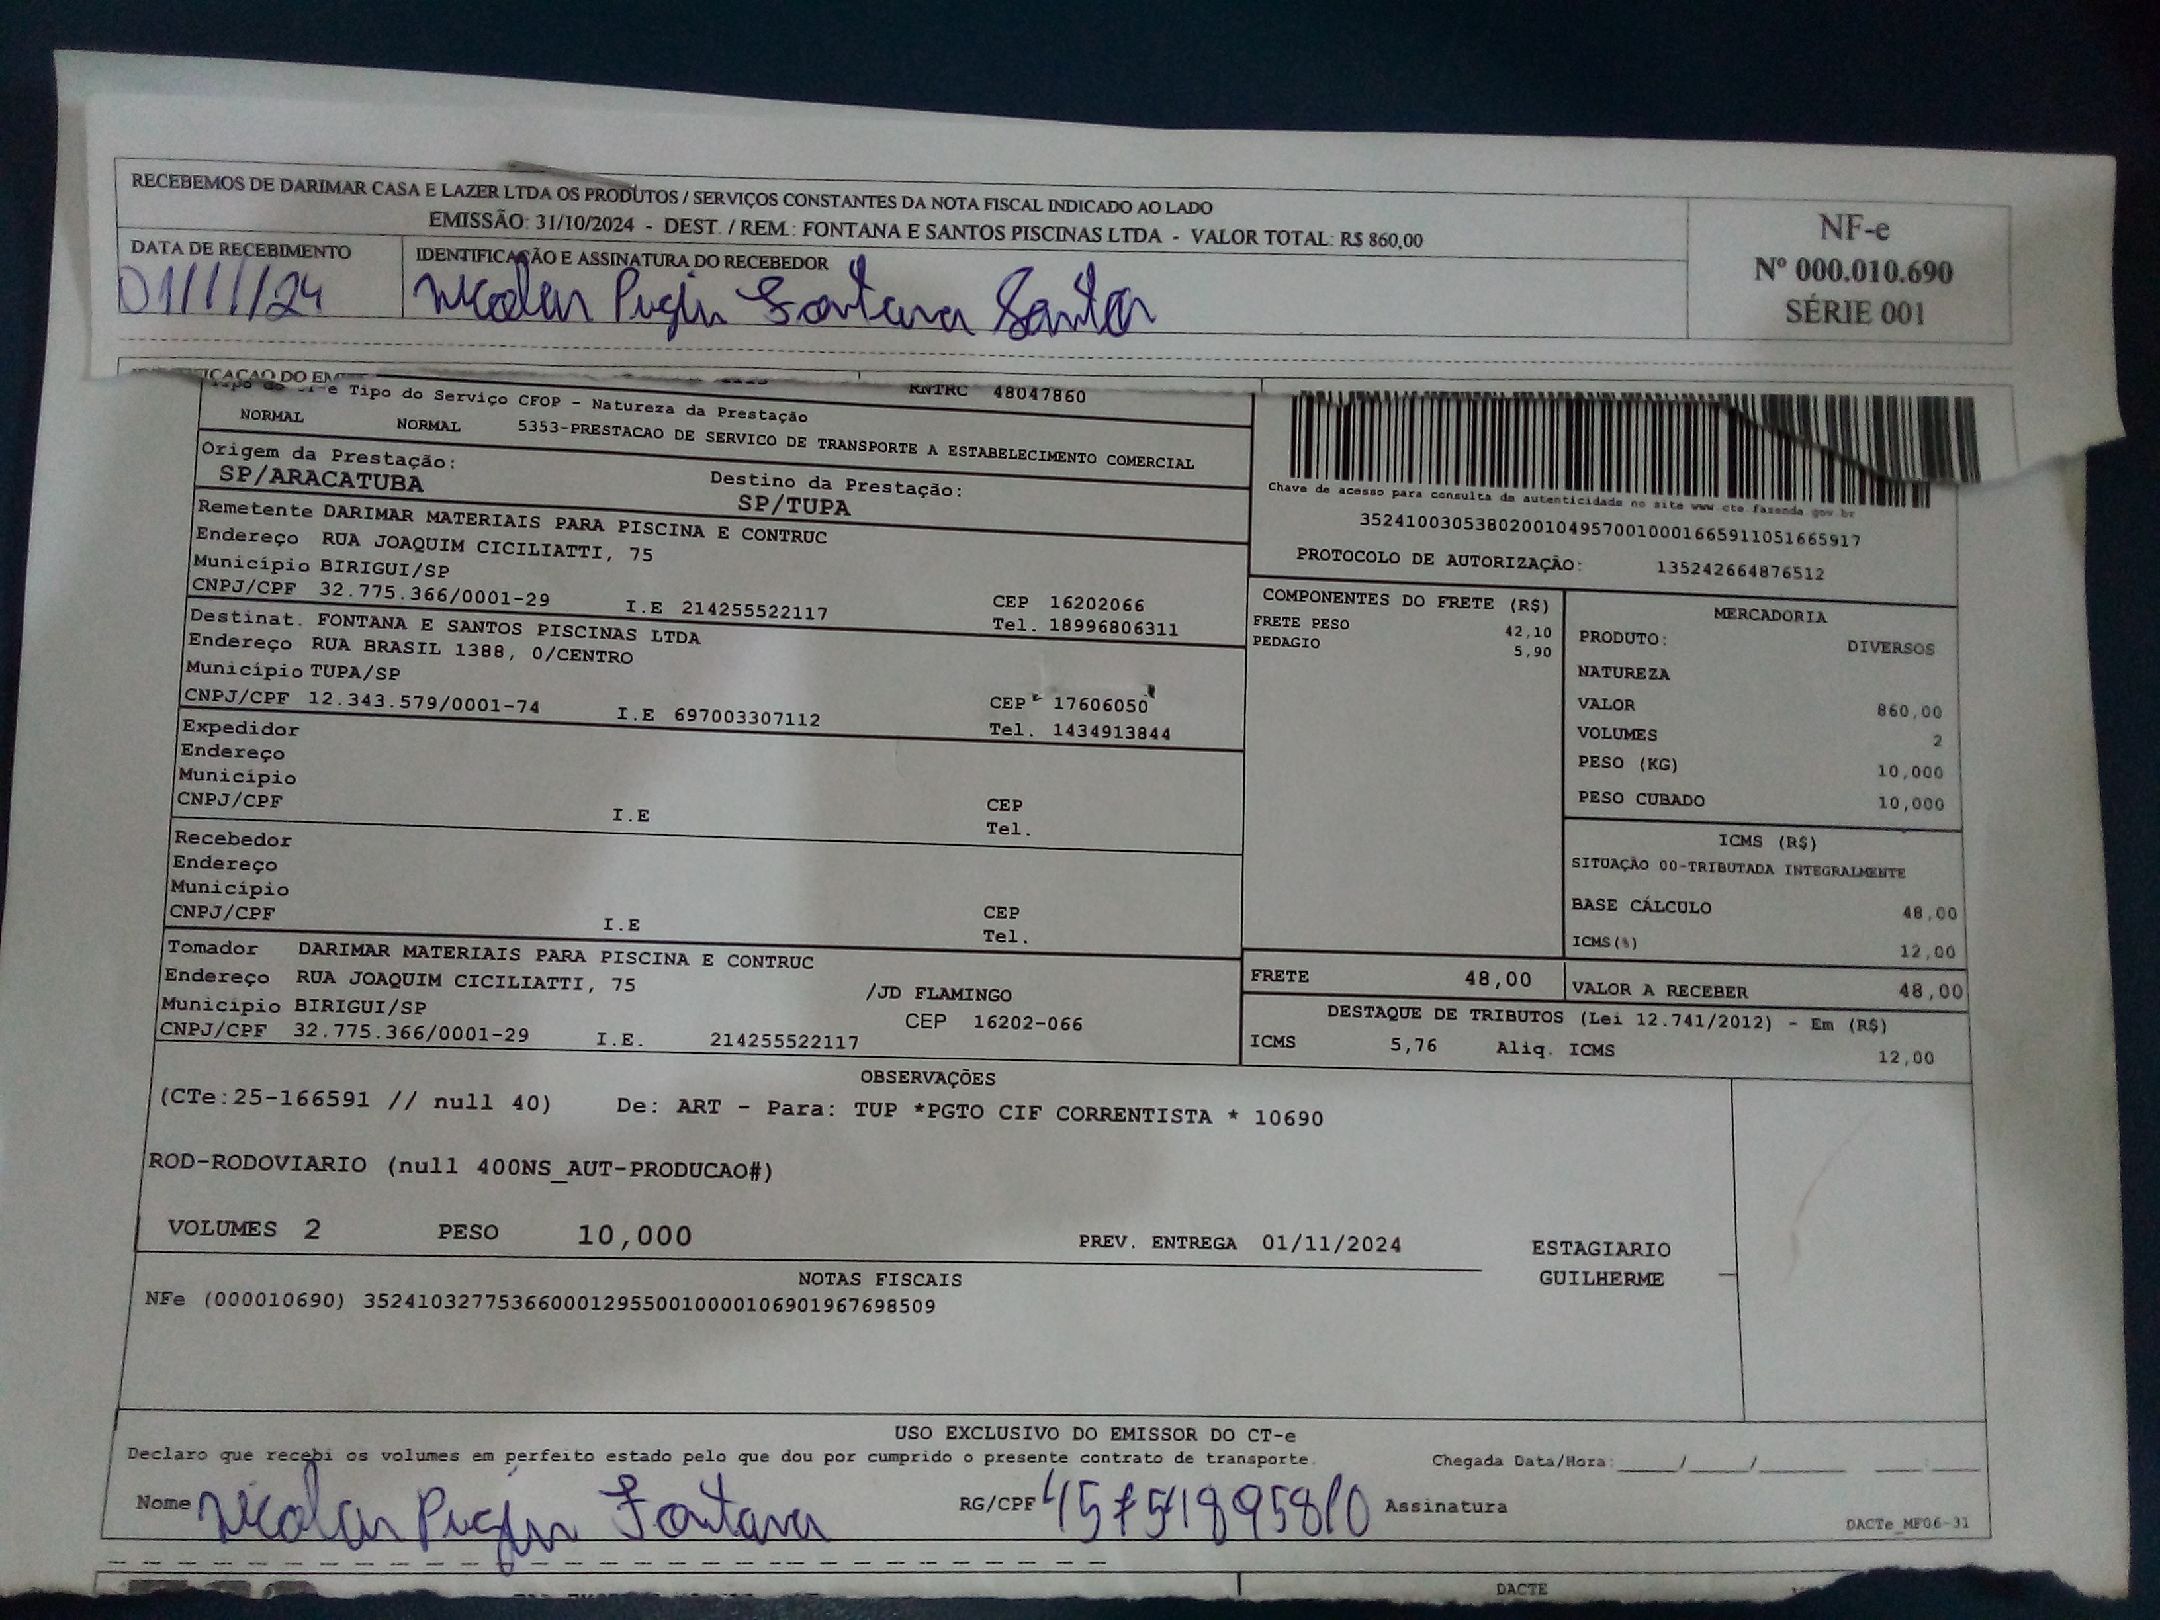 RECEBEMOS DE DARIMAR CASA E LAZER LTDA OS PRODUTOS / SERVIÇOS CONSTANTES DA NOTA FISCAL INDICADO AO LADO
EMISSÃO: 31/10/2024 - DEST. / REM.: FONTANA E SANTOS PISCINAS LTDA - VALOR TOTAL: R$ 860,00
NF-e
Nº 000.010.690
SÉRIE 001
DATA DE RECEBIMENTO
01/11/24
IDENTIFICAÇÃO E ASSINATURA DO RECEBEDOR
Nicolas Pugin Fontana Santos
RNTRC 48047860
Tipo do Serviço CFOP - Natureza da Prestação
NORMAL NORMAL 5353-PRESTACAO DE SERVICO DE TRANSPORTE A ESTABELECIMENTO COMERCIAL
Origem da Prestação: Destino da Prestação:
SP/ARACATUBA SP/TUPA
Remetente DARIMAR MATERIAIS PARA PISCINA E CONTRUC
Endereço RUA JOAQUIM CICILIATTI, 75
Município BIRIGUI/SP CEP 16202066
CNPJ/CPF 32.775.366/0001-29 I.E 214255522117 Tel. 18996806311
Destinat. FONTANA E SANTOS PISCINAS LTDA
Endereço RUA BRASIL 1388, 0/CENTRO
Município TUPA/SP CEP 17606050
CNPJ/CPF 12.343.579/0001-74 I.E 697003307112 Tel. 1434913844
Expedidor
Endereço
Município CEP
CNPJ/CPF I.E Tel.
Recebedor
Endereço
Município CEP
CNPJ/CPF I.E Tel.
Tomador DARIMAR MATERIAIS PARA PISCINA E CONTRUC
Endereço RUA JOAQUIM CICILIATTI, 75 /JD FLAMINGO
Município BIRIGUI/SP CEP 16202-066
CNPJ/CPF 32.775.366/0001-29 I.E. 214255522117
Chave de acesso para consulta de autenticidade no site www.cte.fazenda.gov.br
35241003053802001049570010001665911051665917
PROTOCOLO DE AUTORIZAÇÃO: 135242664876512
COMPONENTES DO FRETE (R$)
FRETE PESO 42,10
PEDAGIO 5,90
MERCADORIA
PRODUTO: DIVERSOS
NATUREZA
VALOR 860,00
VOLUMES 2
PESO (KG) 10,000
PESO CUBADO 10,000
ICMS (R$)
SITUAÇÃO 00-TRIBUTADA INTEGRALMENTE
BASE CÁLCULO 48,00
ICMS(%) 12,00
FRETE 48,00 VALOR A RECEBER 48,00
DESTAQUE DE TRIBUTOS (Lei 12.741/2012) - Em (R$)
ICMS 5,76 Aliq. ICMS 12,00
OBSERVAÇÕES
(CTe:25-166591 // null 40) De: ART - Para: TUP *PGTO CIF CORRENTISTA * 10690
ROD-RODOVIARIO (null 400NS_AUT-PRODUCAO#)
VOLUMES 2 PESO 10,000 PREV. ENTREGA 01/11/2024
ESTAGIARIO
GUILHERME
NOTAS FISCAIS
NFe (000010690) 35241032775366000129550010000106901967698509
USO EXCLUSIVO DO EMISSOR DO CT-e
Declaro que recebi os volumes em perfeito estado pelo que dou por cumprido o presente contrato de transporte. Chegada Data/Hora:
Nome Nicolas Pugin Fontana RG/CPF Assinatura
DACTe_MF06-31
DACTE